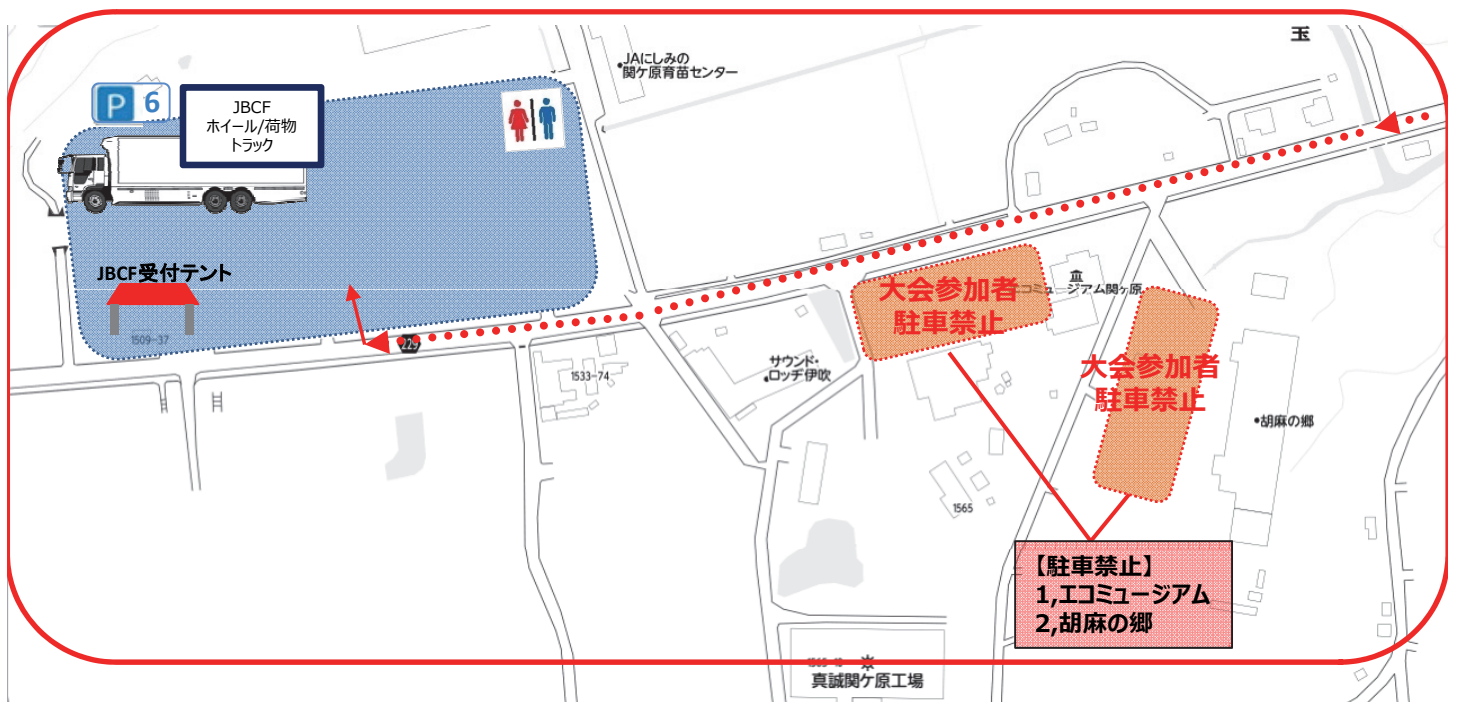 玉
JAにしみの
関ケ原育苗センター
P 6
JBCF
ホイール/荷物
トラック
JBCF受付テント
1509-37
229
1533-74
サウンド・
ロッヂ伊吹
大会参加者
駐車禁止
エコミュージアム関ヶ原
大会参加者
駐車禁止
胡麻の郷
1565
【駐車禁止】
1,エコミュージアム
2,胡麻の郷
真誠関ケ原工場